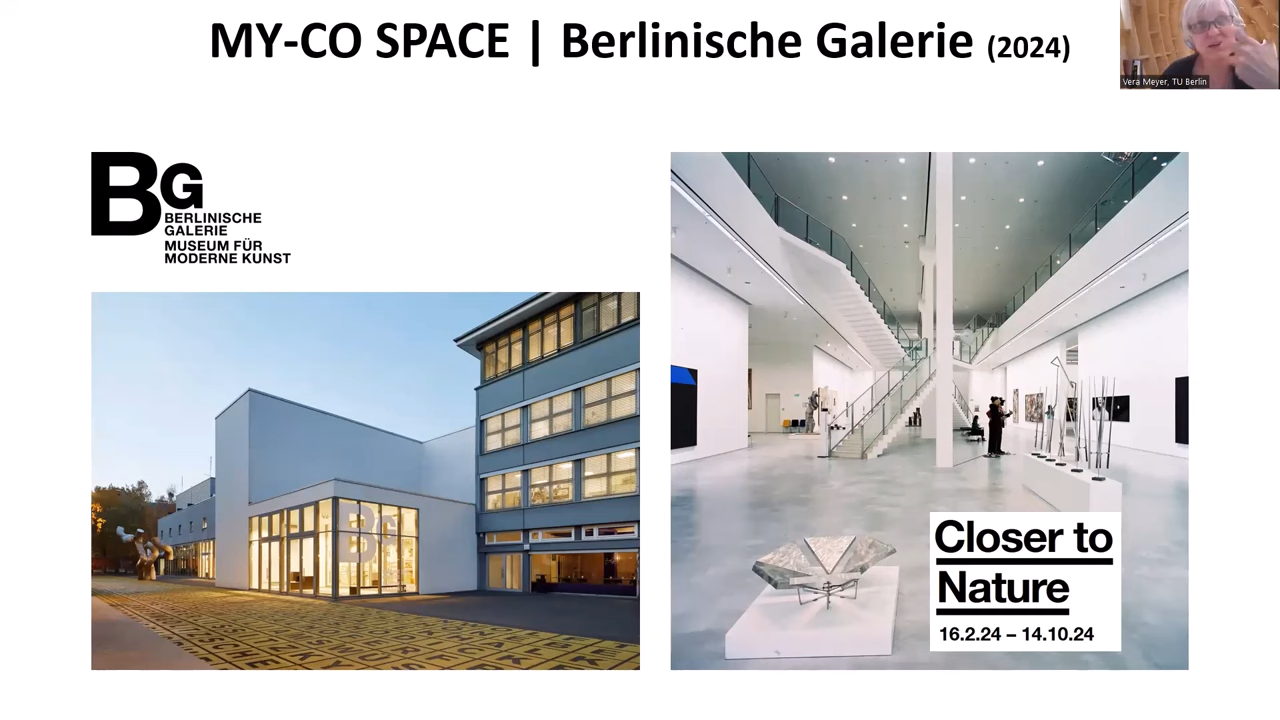 MY-CO SPACE | Berlinische Galerie (2024)
Vera Meyer, TU Berlin
BG
BERLINISCHE
GALERIE
MUSEUM FÜR
MODERNE KUNST
BG
Closer to
Nature
16.2.24 – 14.10.24